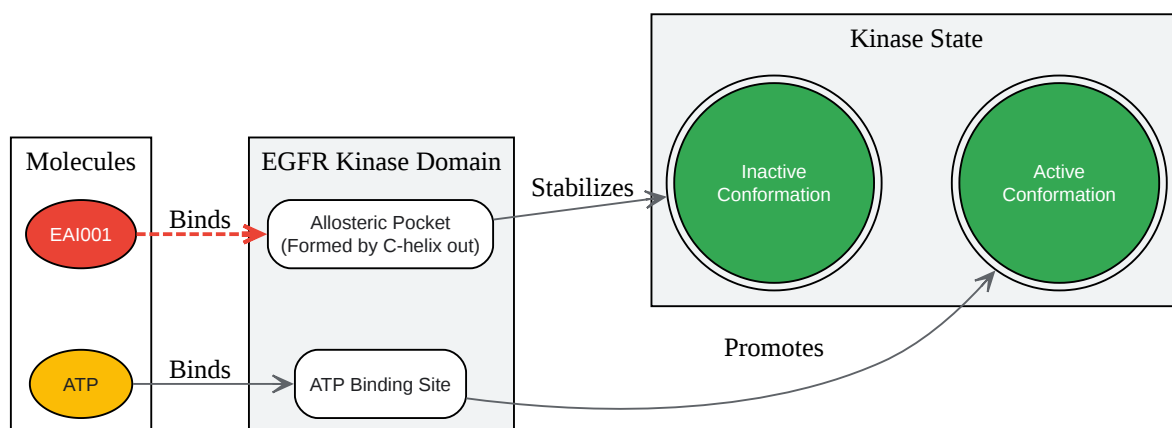 Kinase State
Inactive
Conformation
Active
Conformation
Molecules
EGFR Kinase Domain
Stabilizes
EAI001
Binds
Allosteric Pocket
(Formed by C-helix out)
Promotes
ATP
Binds
ATP Binding Site